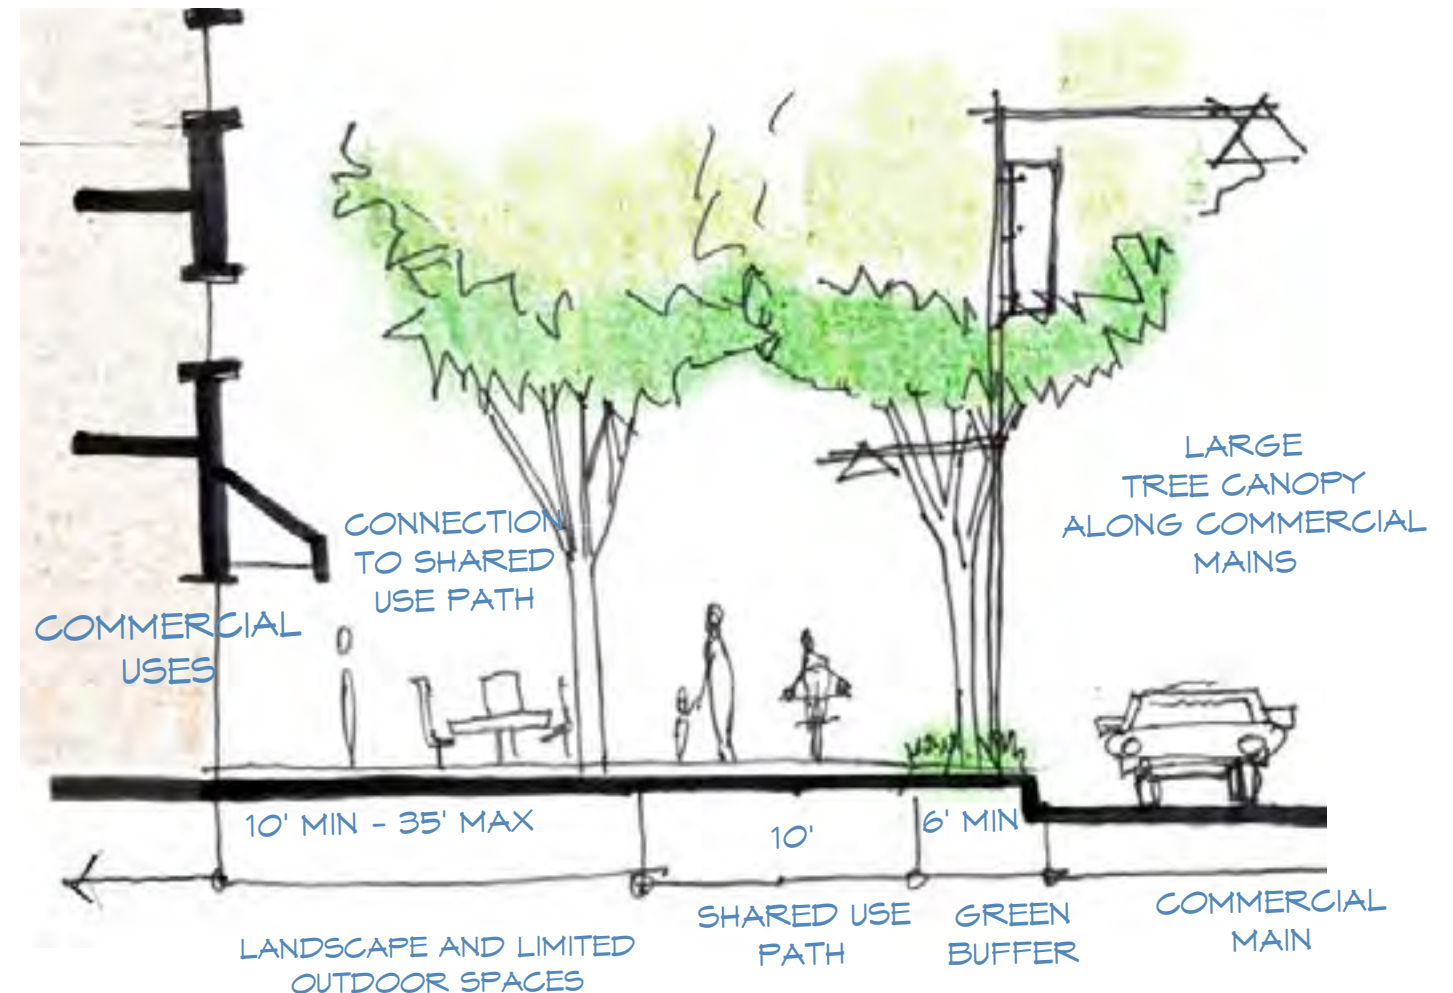 LARGE
TREE CANOPY
ALONG COMMERCIAL
MAINS
CONNECTION
TO SHARED
USE PATH
COMMERCIAL
USES
10' MIN - 35' MAX
10'
6' MIN
LANDSCAPE AND LIMITED
OUTDOOR SPACES
SHARED USE
PATH
GREEN
BUFFER
COMMERCIAL
MAIN